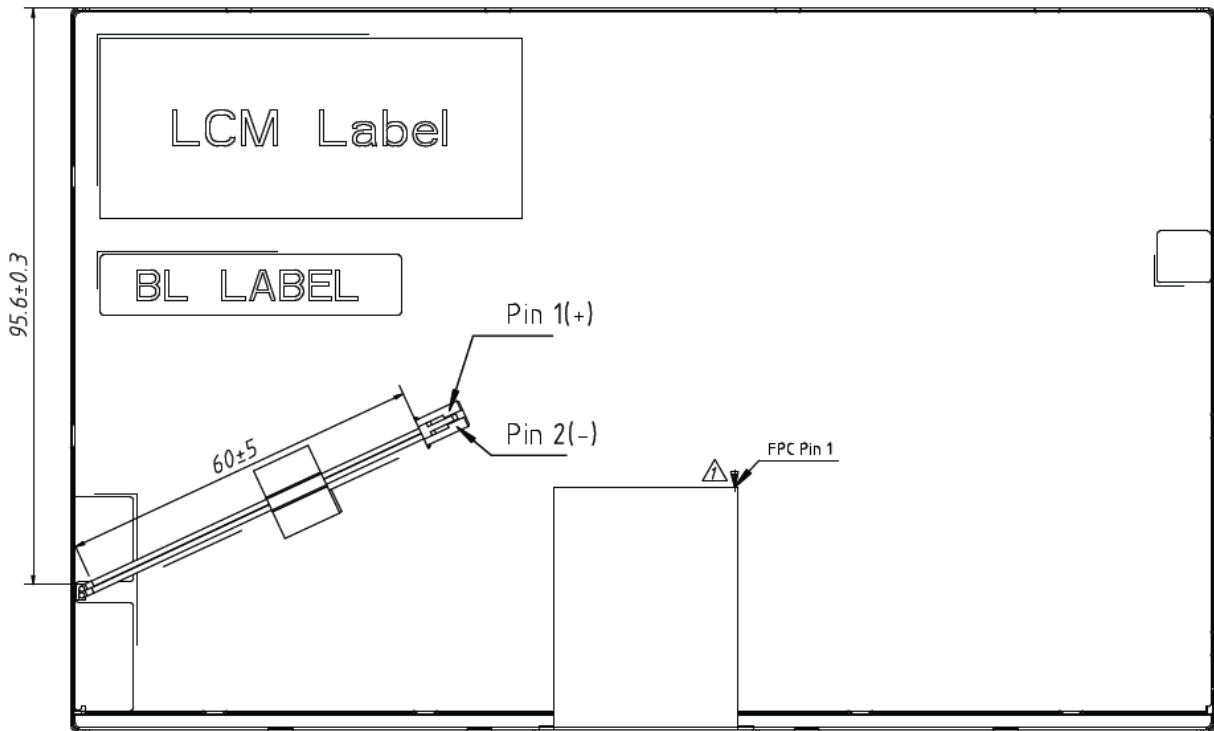 LCM Label
95.6±0.3
BL LABEL
Pin 1(+)
60±5
Pin 2(-)
1
FPC Pin 1